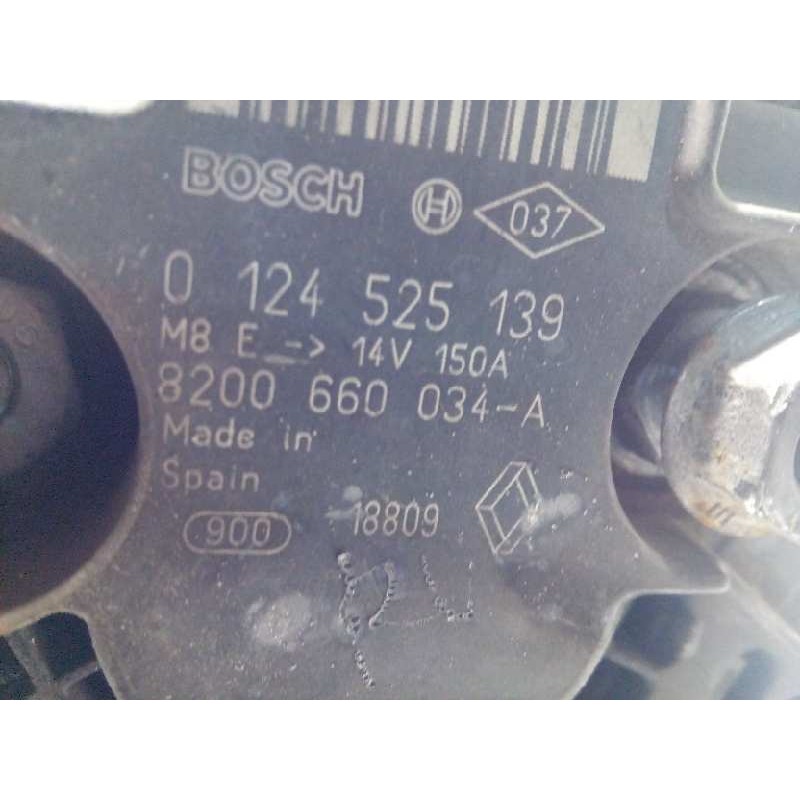 BOSCH H 037
0 124 525 139
M8 E -> 14V 150A
8200 660 034-A
Made in
Spain
900 18809